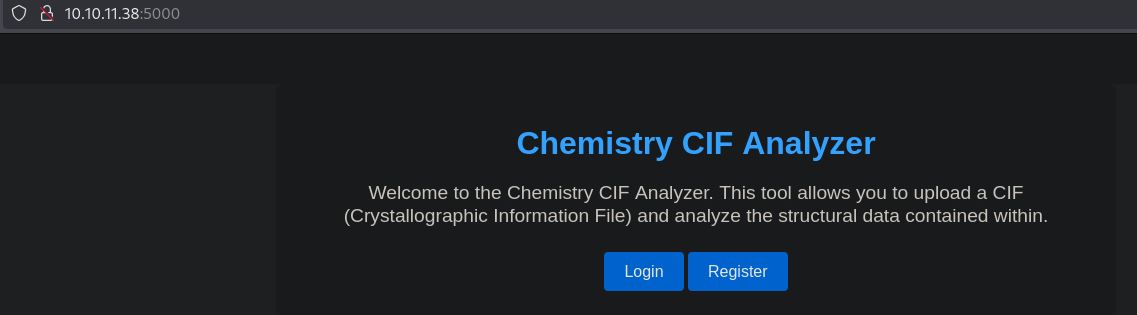 10.10.11.38:5000
Chemistry CIF Analyzer
Welcome to the Chemistry CIF Analyzer. This tool allows you to upload a CIF
(Crystallographic Information File) and analyze the structural data contained within.
Login Register